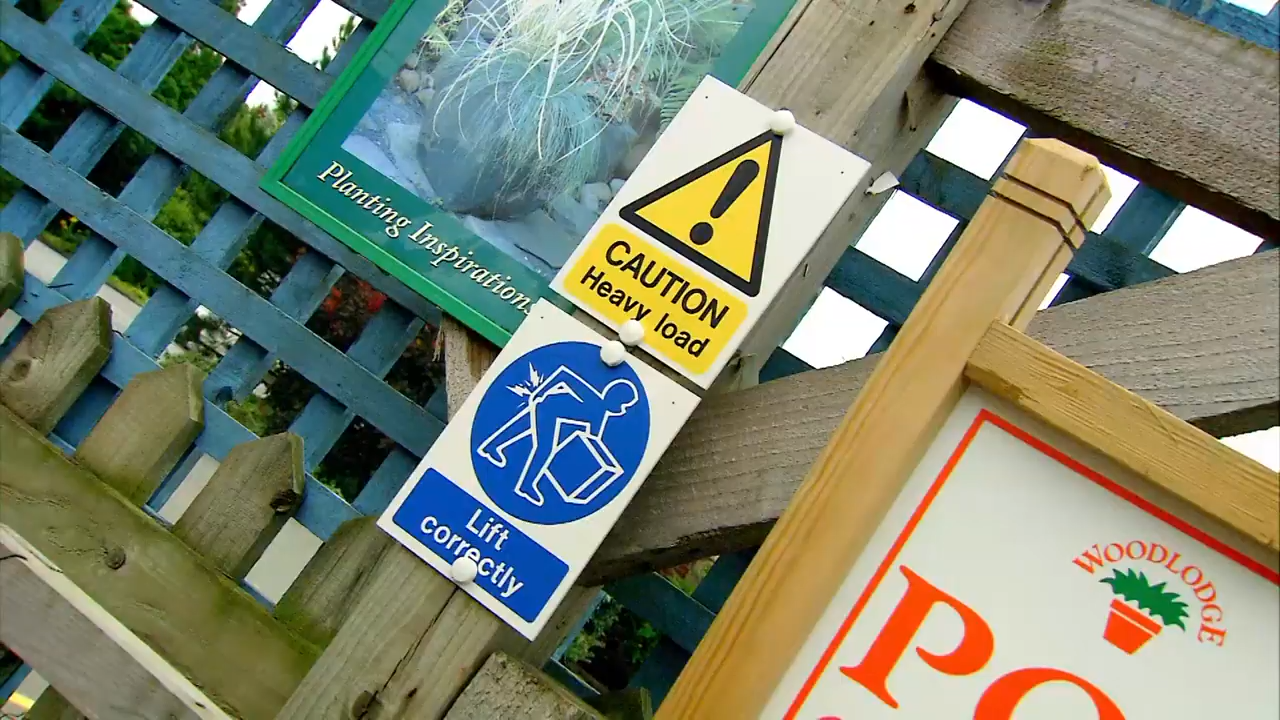 Planting Inspirations
CAUTION
Heavy load
Lift
correctly
WOODLODGE
PO